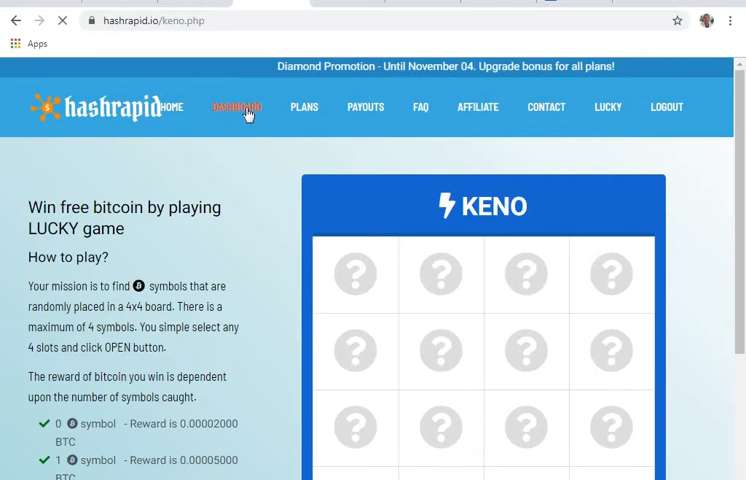 hashrapid.io/keno.php
Apps
Diamond Promotion - Until November 04. Upgrade bonus for all plans!
hashrapid HOME DASHBOARD PLANS PAYOUTS FAQ AFFILIATE CONTACT LUCKY LOGOUT
Win free bitcoin by playing
LUCKY game
How to play?
Your mission is to find symbols that are
randomly placed in a 4x4 board. There is a
maximum of 4 symbols. You simple select any
4 slots and click OPEN button.
The reward of bitcoin you win is dependent
upon the number of symbols caught.
0 symbol - Reward is 0.00002000
BTC
1 symbol - Reward is 0.00005000
BTC
KENO
? ? ? ?
? ? ? ?
? ? ? ?